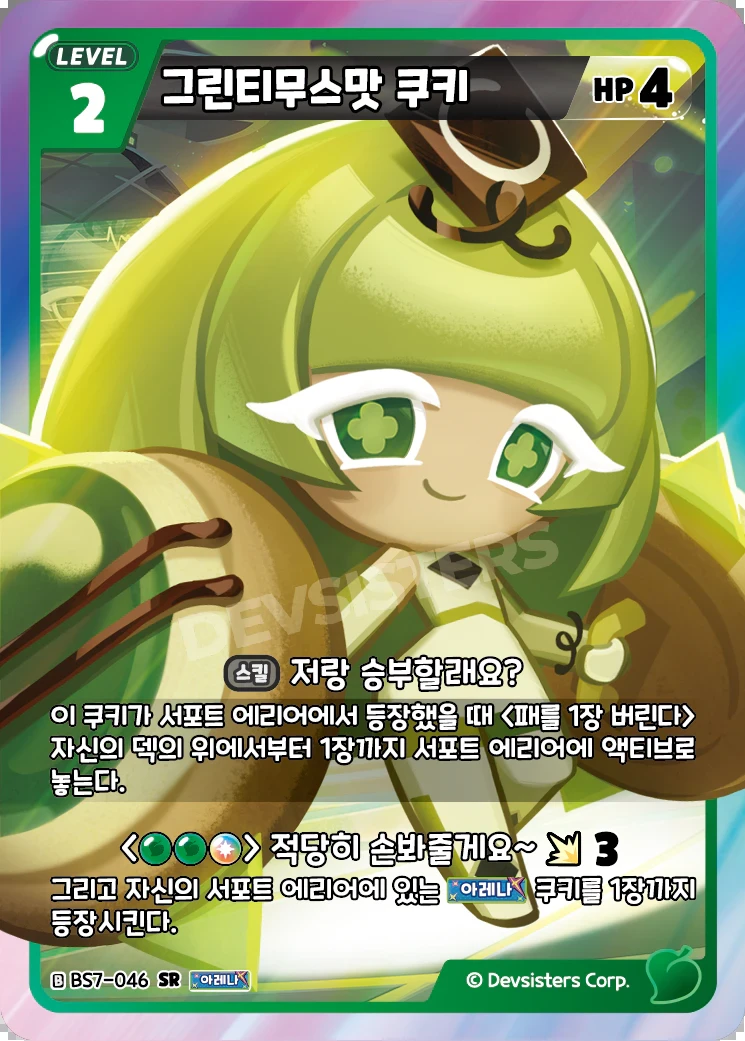 LEVEL
2
그린티무스맛 쿠키
HP 4
DEVSISTERS
스킬 저랑 승부할래요?
이 쿠키가 서포트 에리어에서 등장했을 때 <패를 1장 버린다>
자신의 덱의 위에서부터 1장까지 서포트 에리어에 액티브로
놓는다.
< > 적당히 손봐줄게요~ 3
그리고 자신의 서포트 에리어에 있는 아레나 쿠키를 1장까지
등장시킨다.
B BS7-046 SR 아레나
© Devsisters Corp.